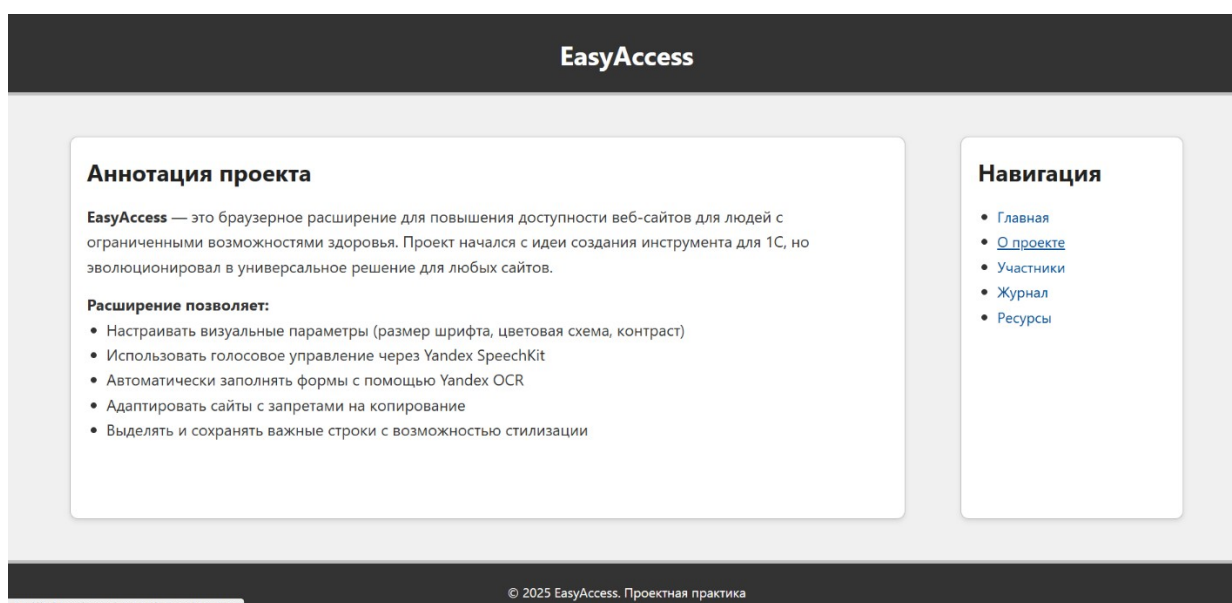 EasyAccess
Аннотация проекта
EasyAccess — это браузерное расширение для повышения доступности веб-сайтов для людей с
ограниченными возможностями здоровья. Проект начался с идеи создания инструмента для 1С, но
эволюционировал в универсальное решение для любых сайтов.
Расширение позволяет:
• Настраивать визуальные параметры (размер шрифта, цветовая схема, контраст)
• Использовать голосовое управление через Yandex SpeechKit
• Автоматически заполнять формы с помощью Yandex OCR
• Адаптировать сайты с запретами на копирование
• Выделять и сохранять важные строки с возможностью стилизации
Навигация
• Главная
• О проекте
• Участники
• Журнал
• Ресурсы
© 2025 EasyAccess. Проектная практика